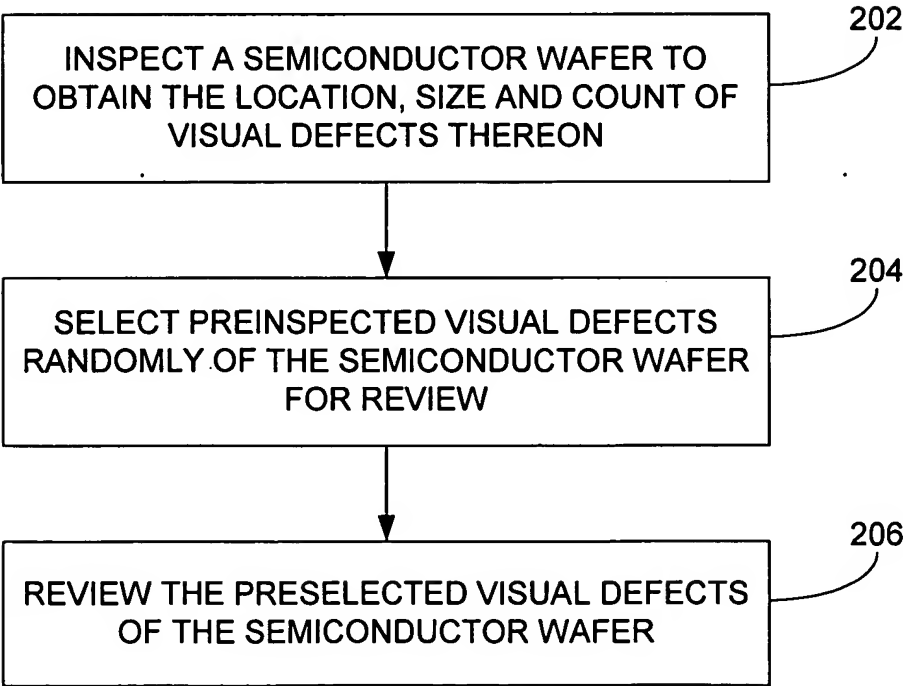 202
INSPECT A SEMICONDUCTOR WAFER TO
OBTAIN THE LOCATION, SIZE AND COUNT OF
VISUAL DEFECTS THEREON
204
SELECT PREINSPECTED VISUAL DEFECTS
RANDOMLY OF THE SEMICONDUCTOR WAFER
FOR REVIEW
206
REVIEW THE PRESELECTED VISUAL DEFECTS
OF THE SEMICONDUCTOR WAFER